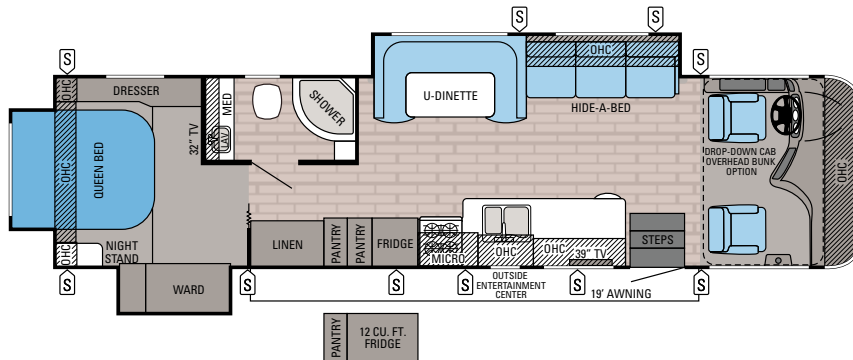 S
S
S
S
OHC
DRESSER
MED
SHOWER
U-DINETTE
OHC
HIDE-A-BED
32" TV
LAV
QUEEN BED
OHC
DROP-DOWN CAB
OVERHEAD BUNK
OPTION
OHC
OHC
NIGHT
STAND
LINEN
PANTRY
PANTRY
FRIDGE
MICRO
OHC
OHC
39" TV
STEPS
WARD
S
S
S
S
S
S
OUTSIDE
ENTERTAINMENT
CENTER
19' AWNING
PANTRY
12 CU. FT.
FRIDGE